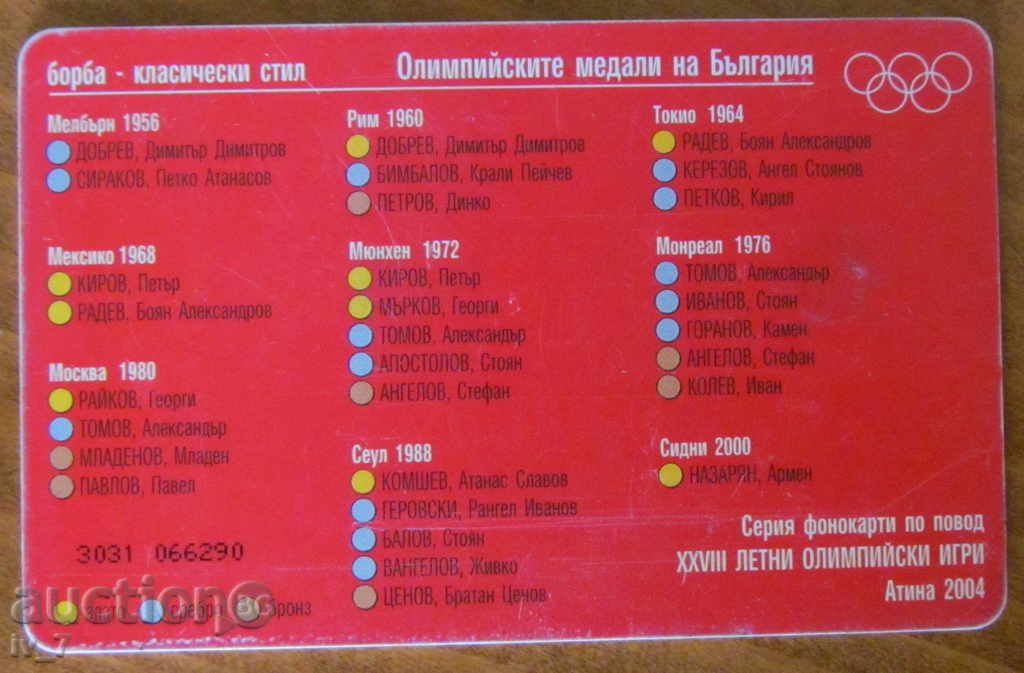 борба - класически стил
Олимпийските медали на България
Мелбърн 1956
ДОБРЕВ, Димитър Димитров
СИРАКОВ, Петко Атанасов
Рим 1960
ДОБРЕВ, Димитър Димитров
БИМБАЛОВ, Крали Пейчев
ПЕТРОВ, Динко
Токио 1964
РАДЕВ, Боян Александров
КЕРЕЗОВ, Ангел Стоянов
ПЕТКОВ, Кирил
Мексико 1968
КИРОВ, Петър
РАДЕВ, Боян Александров
Мюнхен 1972
КИРОВ, Петър
МЪРКОВ, Георги
ТОМОВ, Александър
АПОСТОЛОВ, Стоян
АНГЕЛОВ, Стефан
Монреал 1976
ТОМОВ, Александър
ИВАНОВ, Стоян
ГОРАНОВ, Камен
АНГЕЛОВ, Стефан
КОЛЕВ, Иван
Москва 1980
РАЙКОВ, Георги
ТОМОВ, Александър
МЛАДЕНОВ, Младен
ПАВЛОВ, Павел
Сеул 1988
КОМШЕВ, Атанас Славов
ГЕРОВСКИ, Рангел Иванов
БАЛОВ, Стоян
ВАНГЕЛОВ, Живко
ЦЕНОВ, Братан Цечов
Сидни 2000
НАЗАРЯН, Армен
Серия фонокарти по повод
XXVIII ЛЕТНИ ОЛИМПИЙСКИ ИГРИ
Атина 2004
3031 066290
злато сребро бронз
auction BG
iv_7